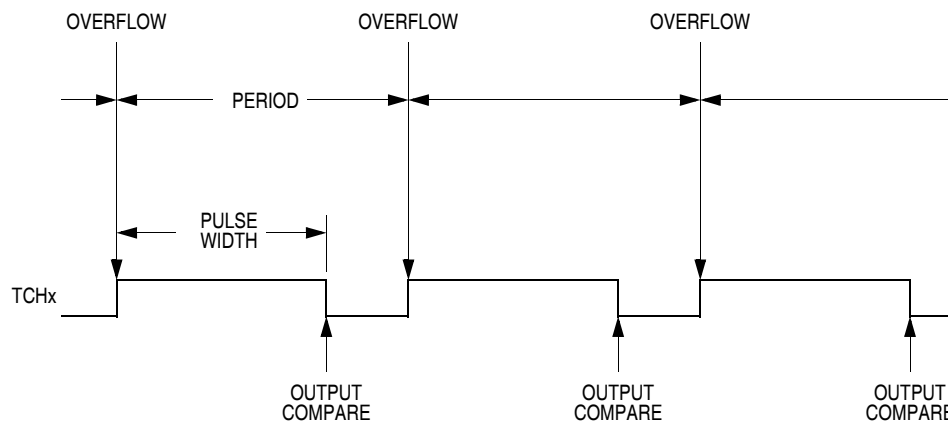 OVERFLOW OVERFLOW OVERFLOW
PERIOD
PULSE
WIDTH
TCHx
OUTPUT
COMPARE
OUTPUT
COMPARE
OUTPUT
COMPARE